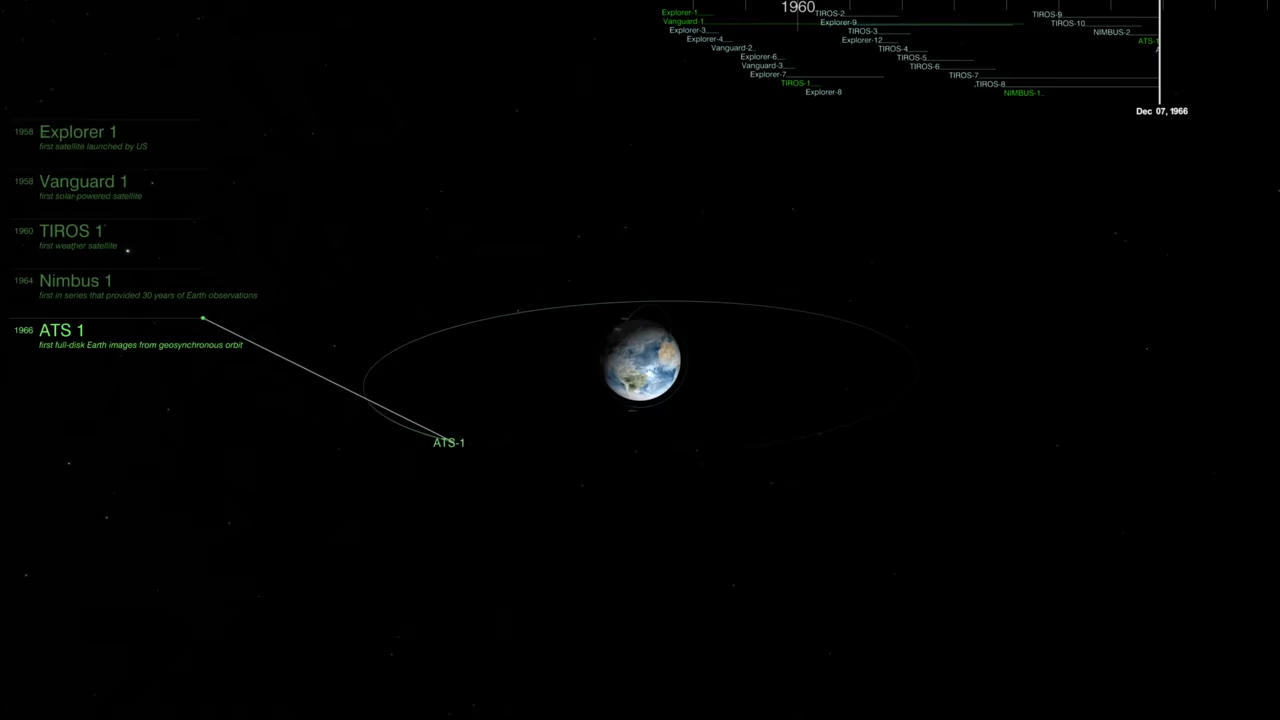 1960
Explorer-1
TIROS-2
TIROS-9
Vanguard-1
Explorer-9
TIROS-10
Explorer-3
TIROS-3
NIMBUS-2
Explorer-4
Explorer-12
ATS-1
Vanguard-2
TIROS-4
A
Explorer-6
TIROS-5
Vanguard-3
TIROS-6
Explorer-7
TIROS-7
TIROS-1
TIROS-8
Explorer-8
NIMBUS-1
Dec 07, 1966
1958 Explorer 1
first satellite launched by US
1958 Vanguard 1
first solar-powered satellite
1960 TIROS 1
first weather satellite
1964 Nimbus 1
first in series that provided 30 years of Earth observations
1966 ATS 1
first full-disk Earth images from geosynchronous orbit
ATS-1